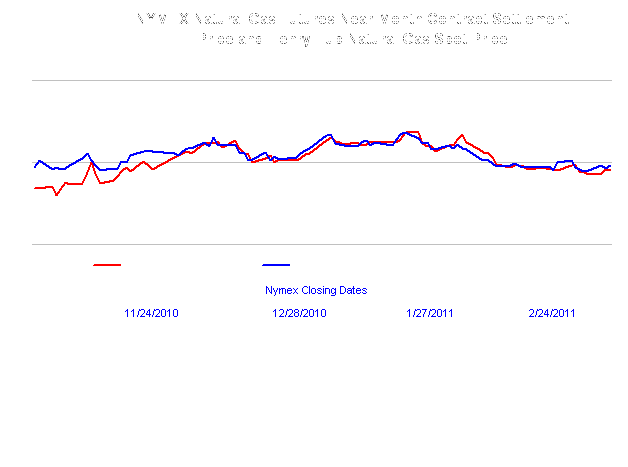 NYMEX Natural Gas Futures Near-Month Contract Settlement
Price and Henry Hub Natural Gas Spot Price
Nymex Closing Dates
11/24/2010 12/28/2010 1/27/2011 2/24/2011